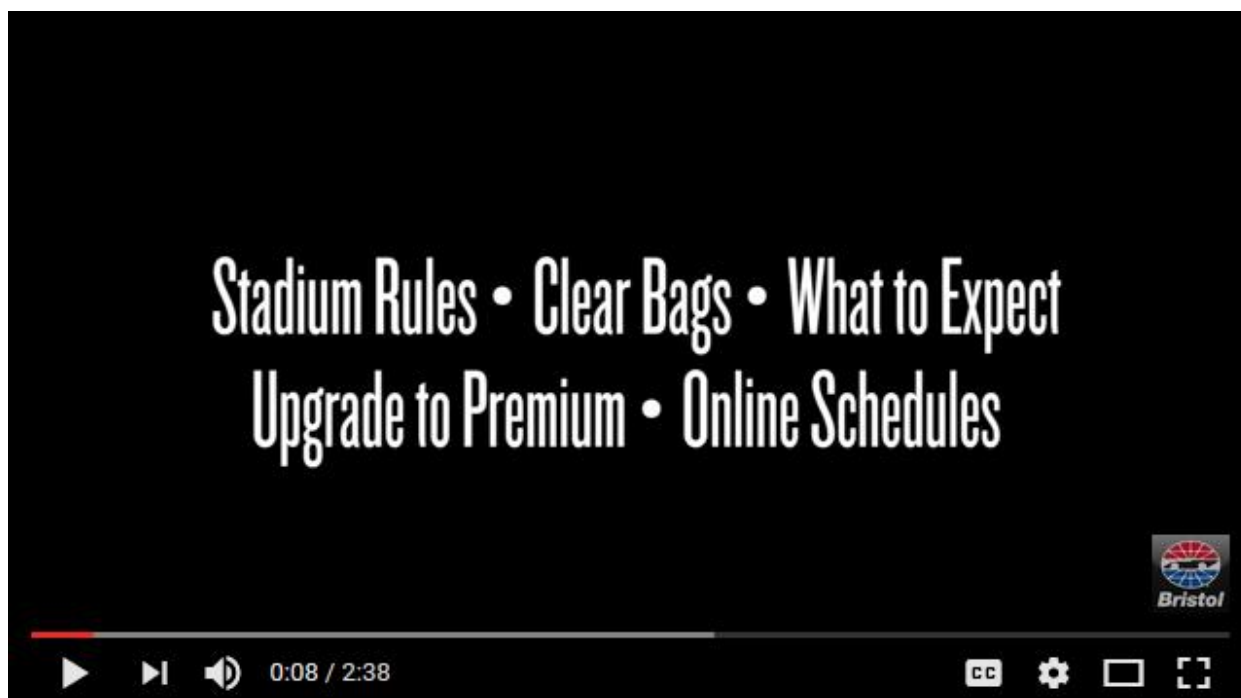 Stadium Rules • Clear Bags • What to Expect
Upgrade to Premium • Online Schedules
Bristol
0:08 / 2:38
CC